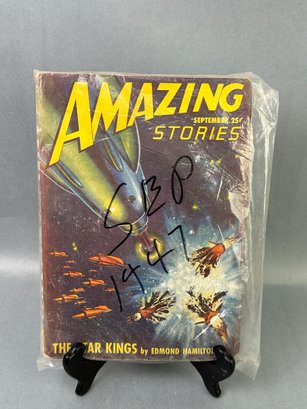 AMAZING
SEPTEMBER 25¢
STORIES
SEP
1947
THE STAR KINGS by EDMOND HAMILTON